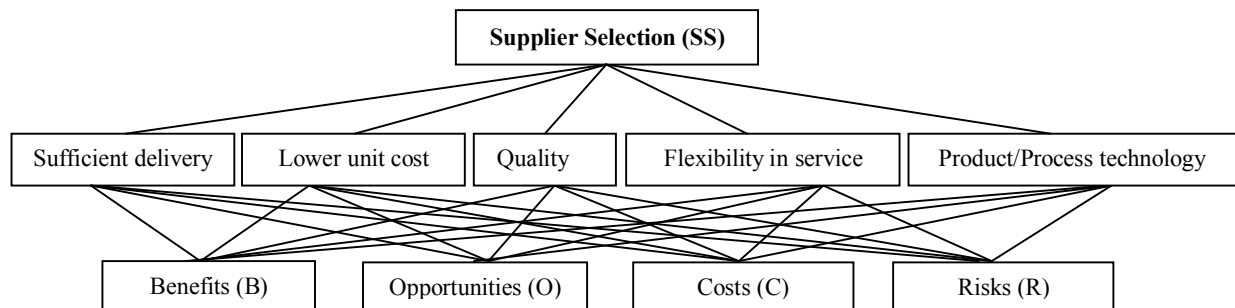 Supplier Selection (SS)
Sufficient delivery
Lower unit cost
Quality
Flexibility in service
Product/Process technology
Benefits (B)
Opportunities (O)
Costs (C)
Risks (R)